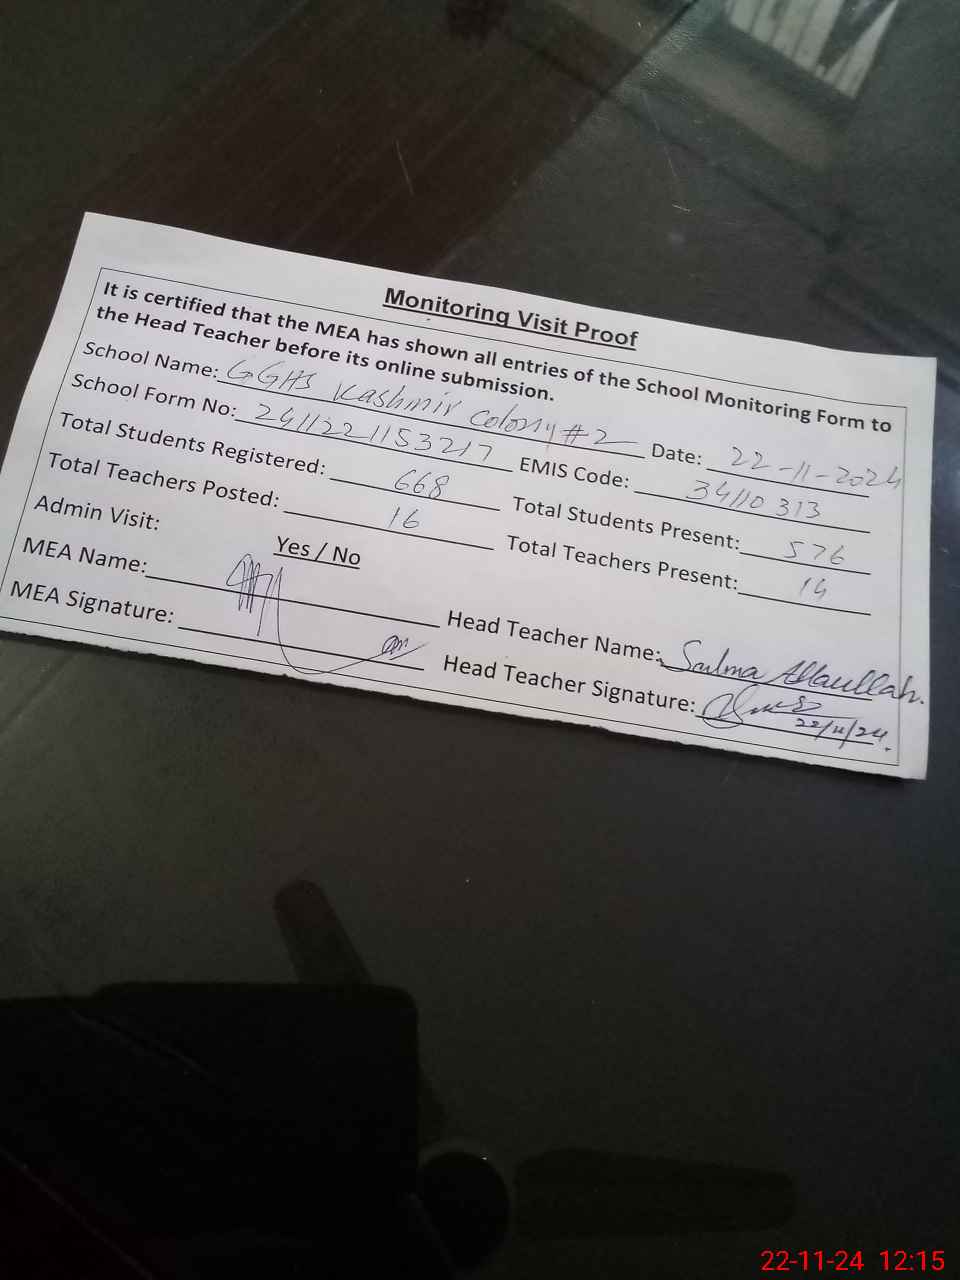 Monitoring Visit Proof
It is certified that the MEA has shown all entries of the School Monitoring Form to
the Head Teacher before its online submission.
School Name: GGHS Kashmir Colony #2 Date: 22-11-2024
School Form No: 2411221153217 EMIS Code: 34110313
Total Students Registered: 668 Total Students Present: 576
Total Teachers Posted: 16 Total Teachers Present: 14
Admin Visit: Yes / No
MEA Name: Head Teacher Name: Salma Attaullah.
MEA Signature: Head Teacher Signature:
22/11/24.
22-11-24 12:15